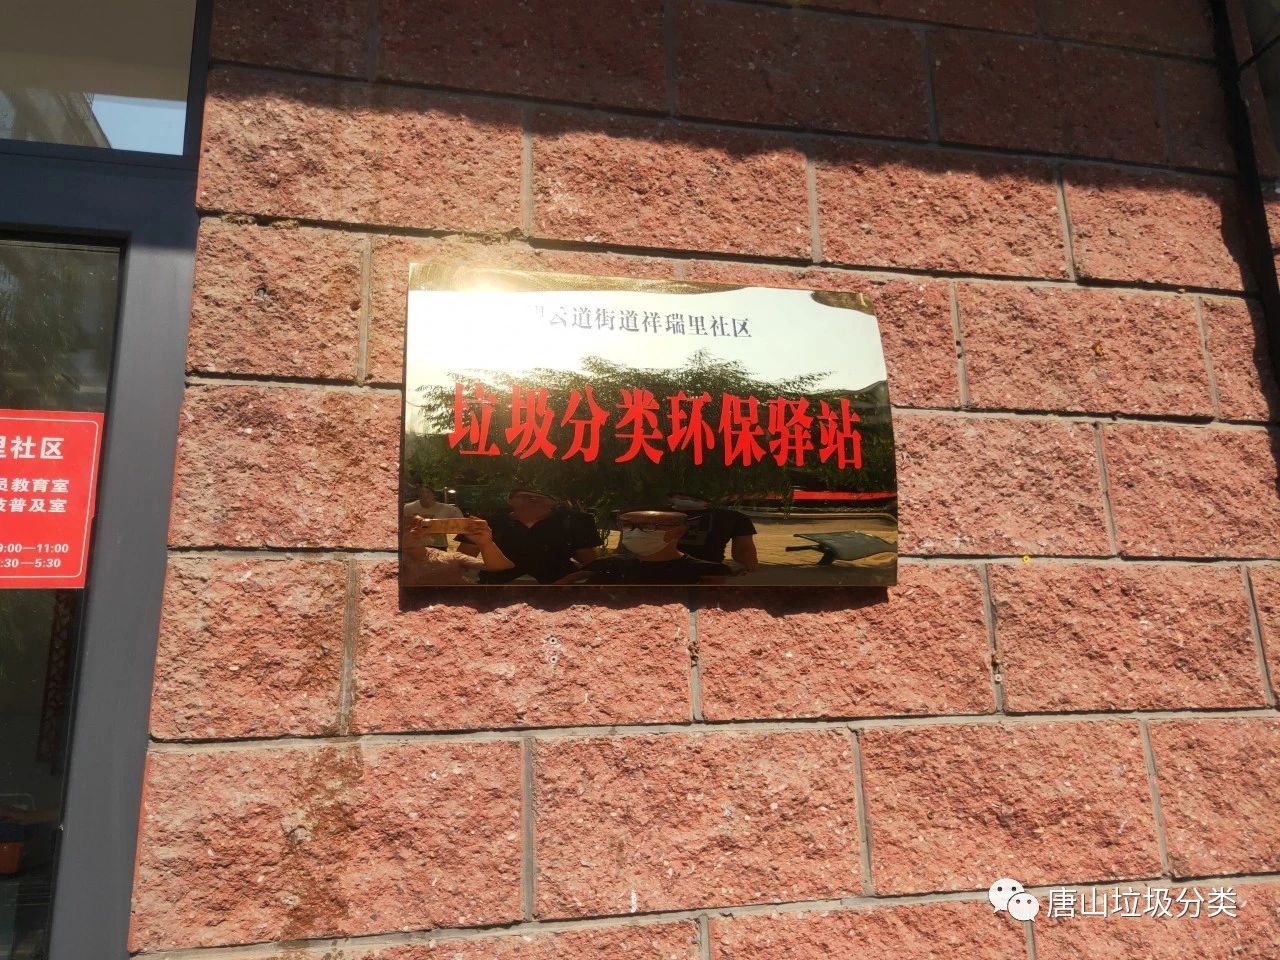 云道街道祥瑞里社区
垃圾分类环保驿站
里社区
员教育室
技普及室
9:00—11:00
:30—5:30
唐山垃圾分类